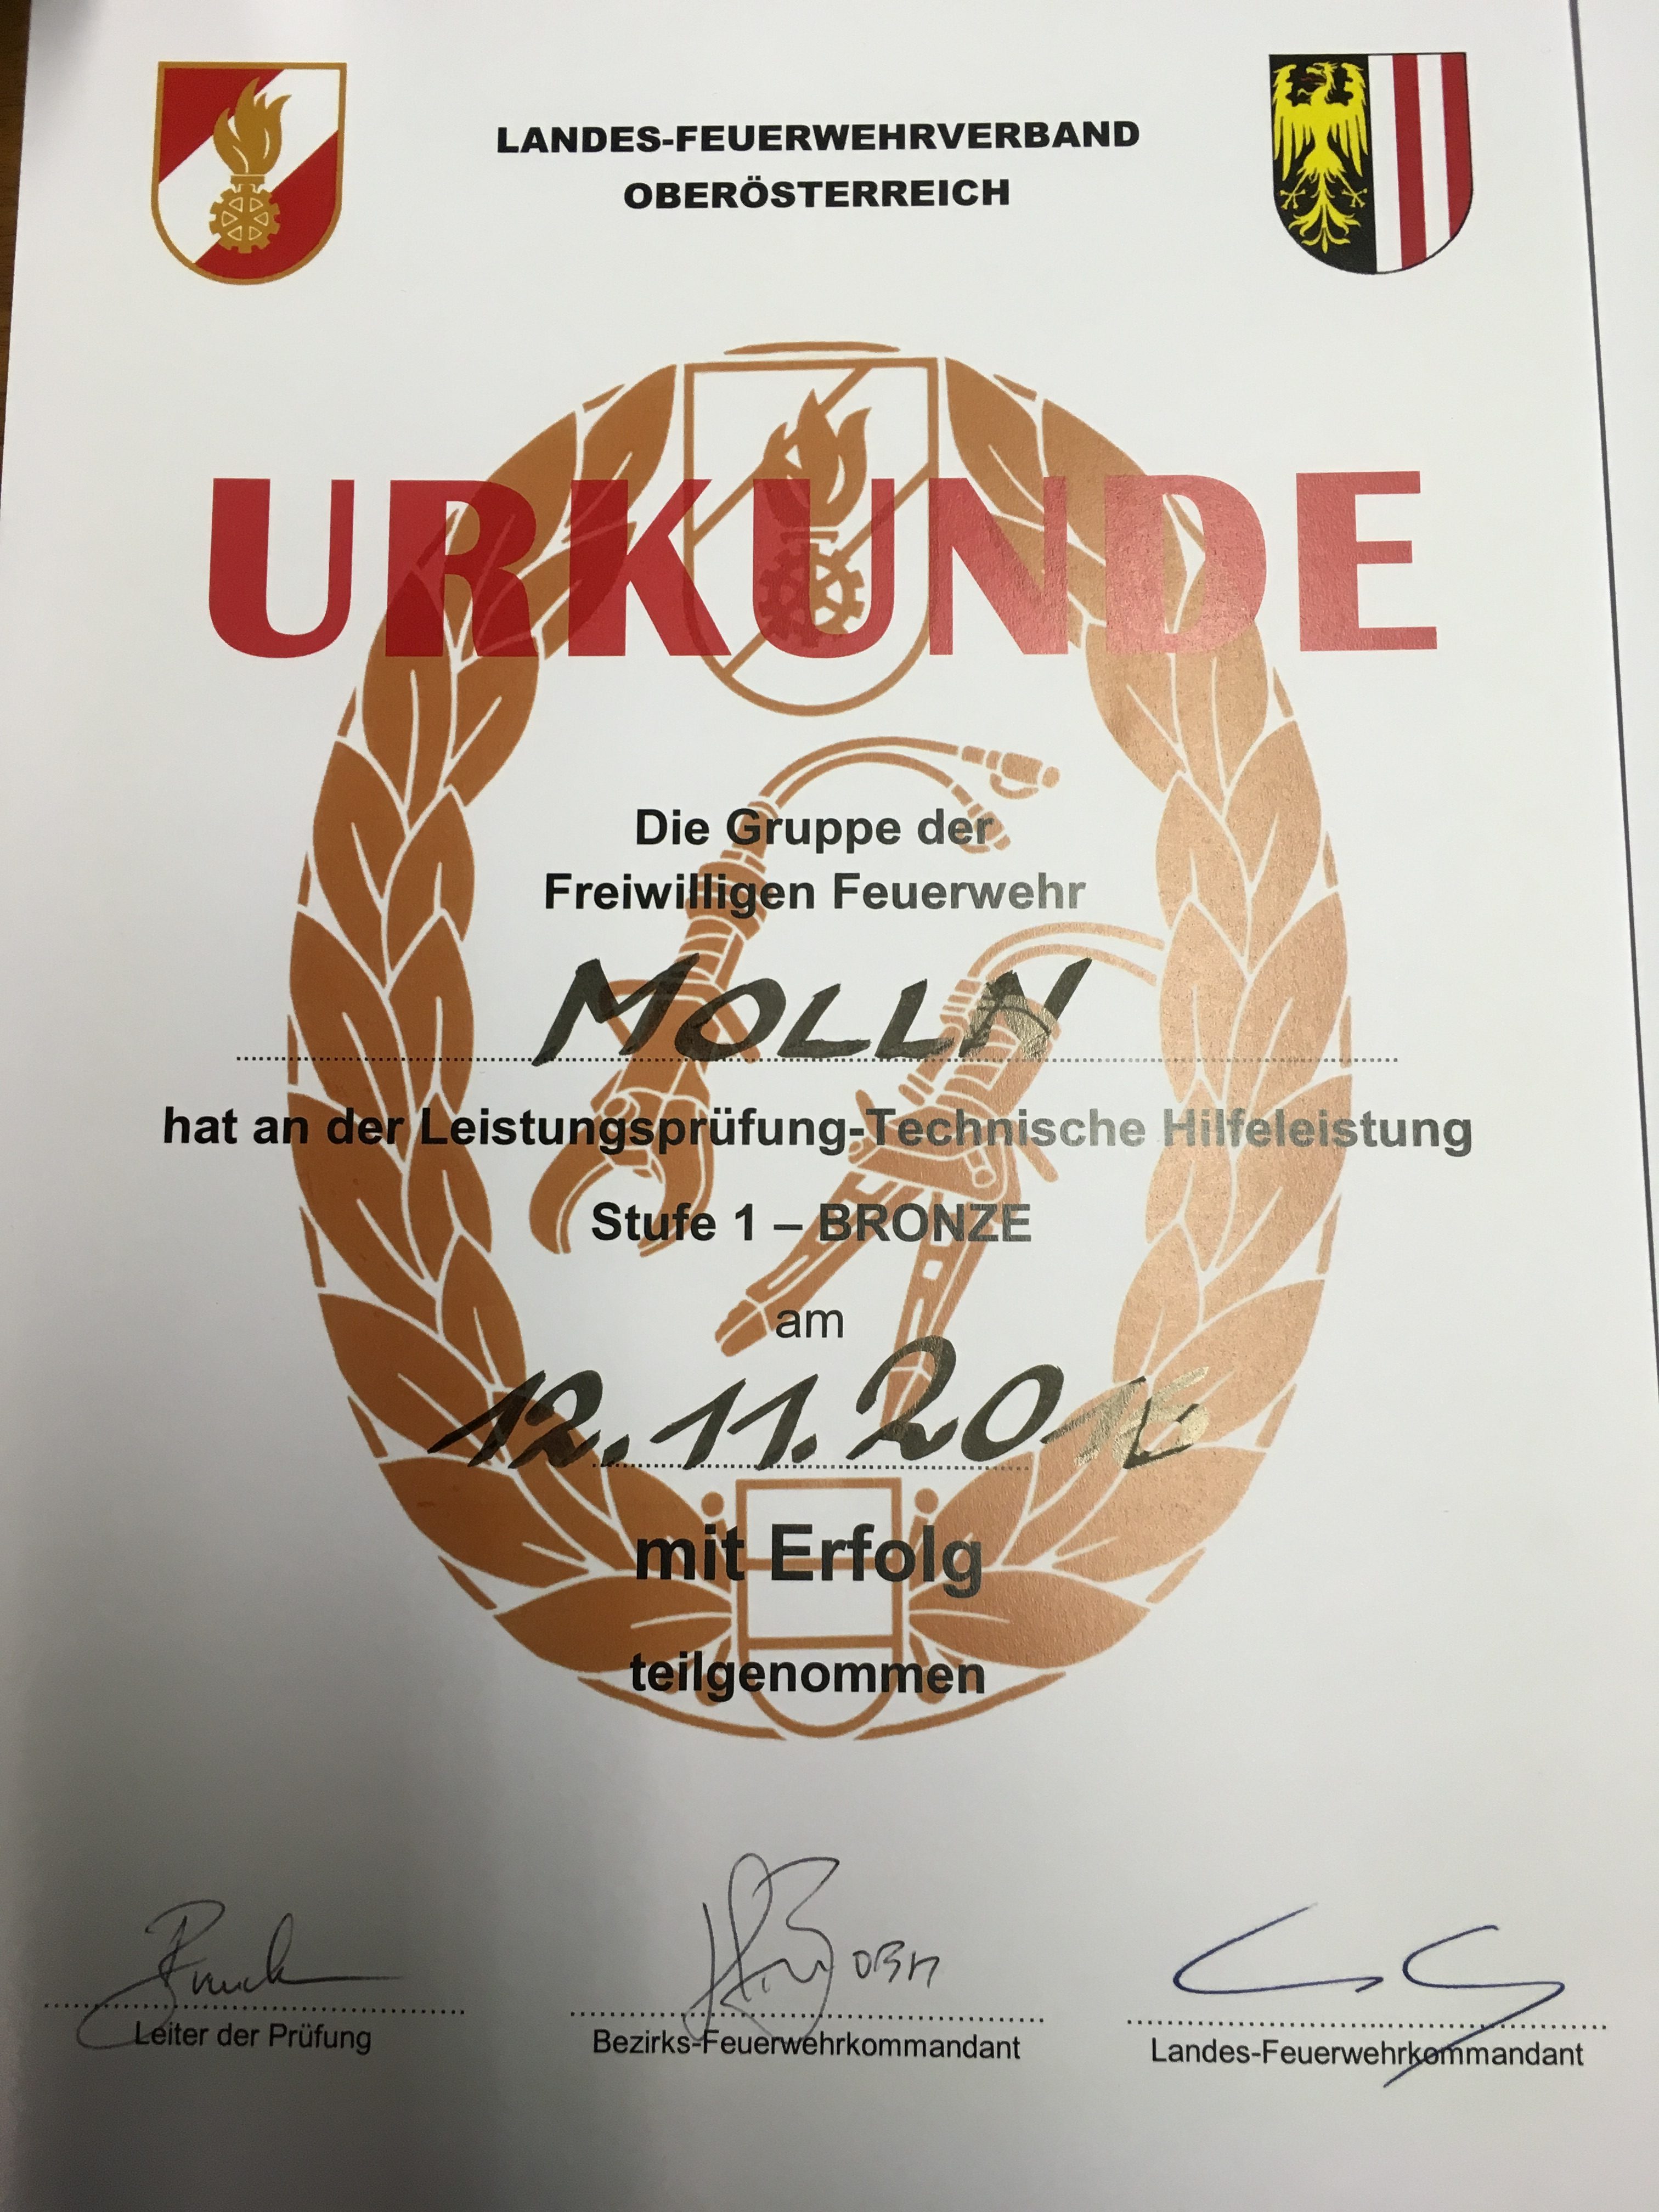 LANDES-FEUERWEHRVERBAND
OBERÖSTERREICH
URKUNDE
Die Gruppe der
Freiwilligen Feuerwehr
MOLLN
hat an der Leistungsprüfung-Technische Hilfeleistung
Stufe 1 – BRONZE
am
12.11.2016
mit Erfolg
teilgenommen
OBR
Leiter der Prüfung
Bezirks-Feuerwehrkommandant
Landes-Feuerwehrkommandant